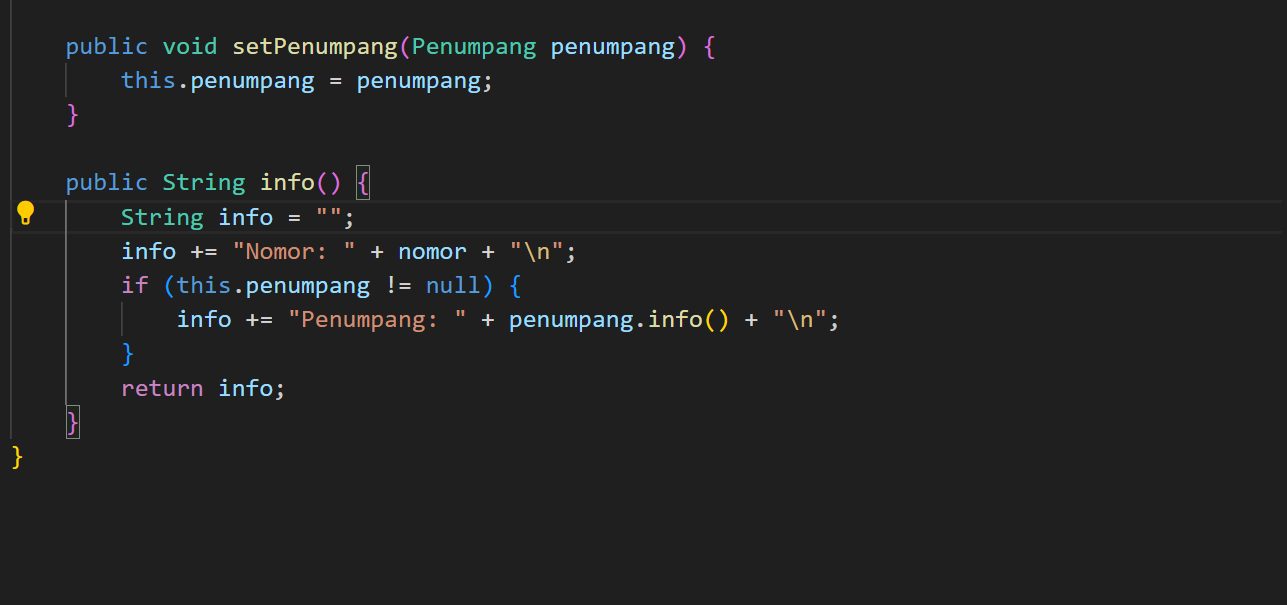 public void setPenumpang(Penumpang penumpang) {
    this.penumpang = penumpang;
}
public String info() {
    String info = "";
    info += "Nomor: " + nomor + "\n";
    if (this.penumpang != null) {
        info += "Penumpang: " + penumpang.info() + "\n";
    }
    return info;
}
}